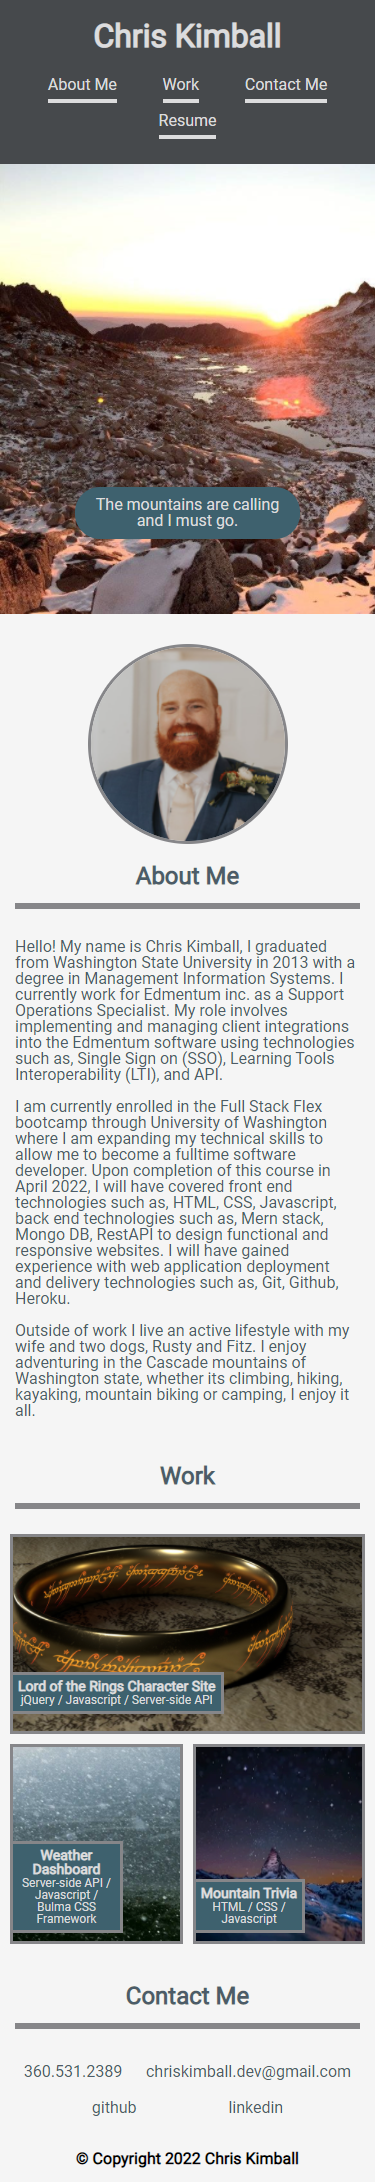 Chris Kimball
About Me
Work
Contact Me
Resume
The mountains are calling
and I must go.
About Me
Hello! My name is Chris Kimball, I graduated
from Washington State University in 2013 with a
degree in Management Information Systems. I
currently work for Edmentum inc. as a Support
Operations Specialist. My role involves
implementing and managing client integrations
into the Edmentum software using technologies
such as, Single Sign on (SSO), Learning Tools
Interoperability (LTI), and API.
I am currently enrolled in the Full Stack Flex
bootcamp through University of Washington
where I am expanding my technical skills to
allow me to become a fulltime software
developer. Upon completion of this course in
April 2022, I will have covered front end
technologies such as, HTML, CSS, Javascript,
back end technologies such as, Mern stack,
Mongo DB, RestAPI to design functional and
responsive websites. I will have gained
experience with web application deployment
and delivery technologies such as, Git, Github,
Heroku.
Outside of work I live an active lifestyle with my
wife and two dogs, Rusty and Fitz. I enjoy
adventuring in the Cascade mountains of
Washington state, whether its climbing, hiking,
kayaking, mountain biking or camping, I enjoy it
all.
Work
Lord of the Rings Character Site
jQuery / Javascript / Server-side API
Weather
Dashboard
Server-side API /
Javascript /
Bulma CSS
Framework
Mountain Trivia
HTML / CSS /
Javascript
Contact Me
360.531.2389
chriskimball.dev@gmail.com
github
linkedin
© Copyright 2022 Chris Kimball